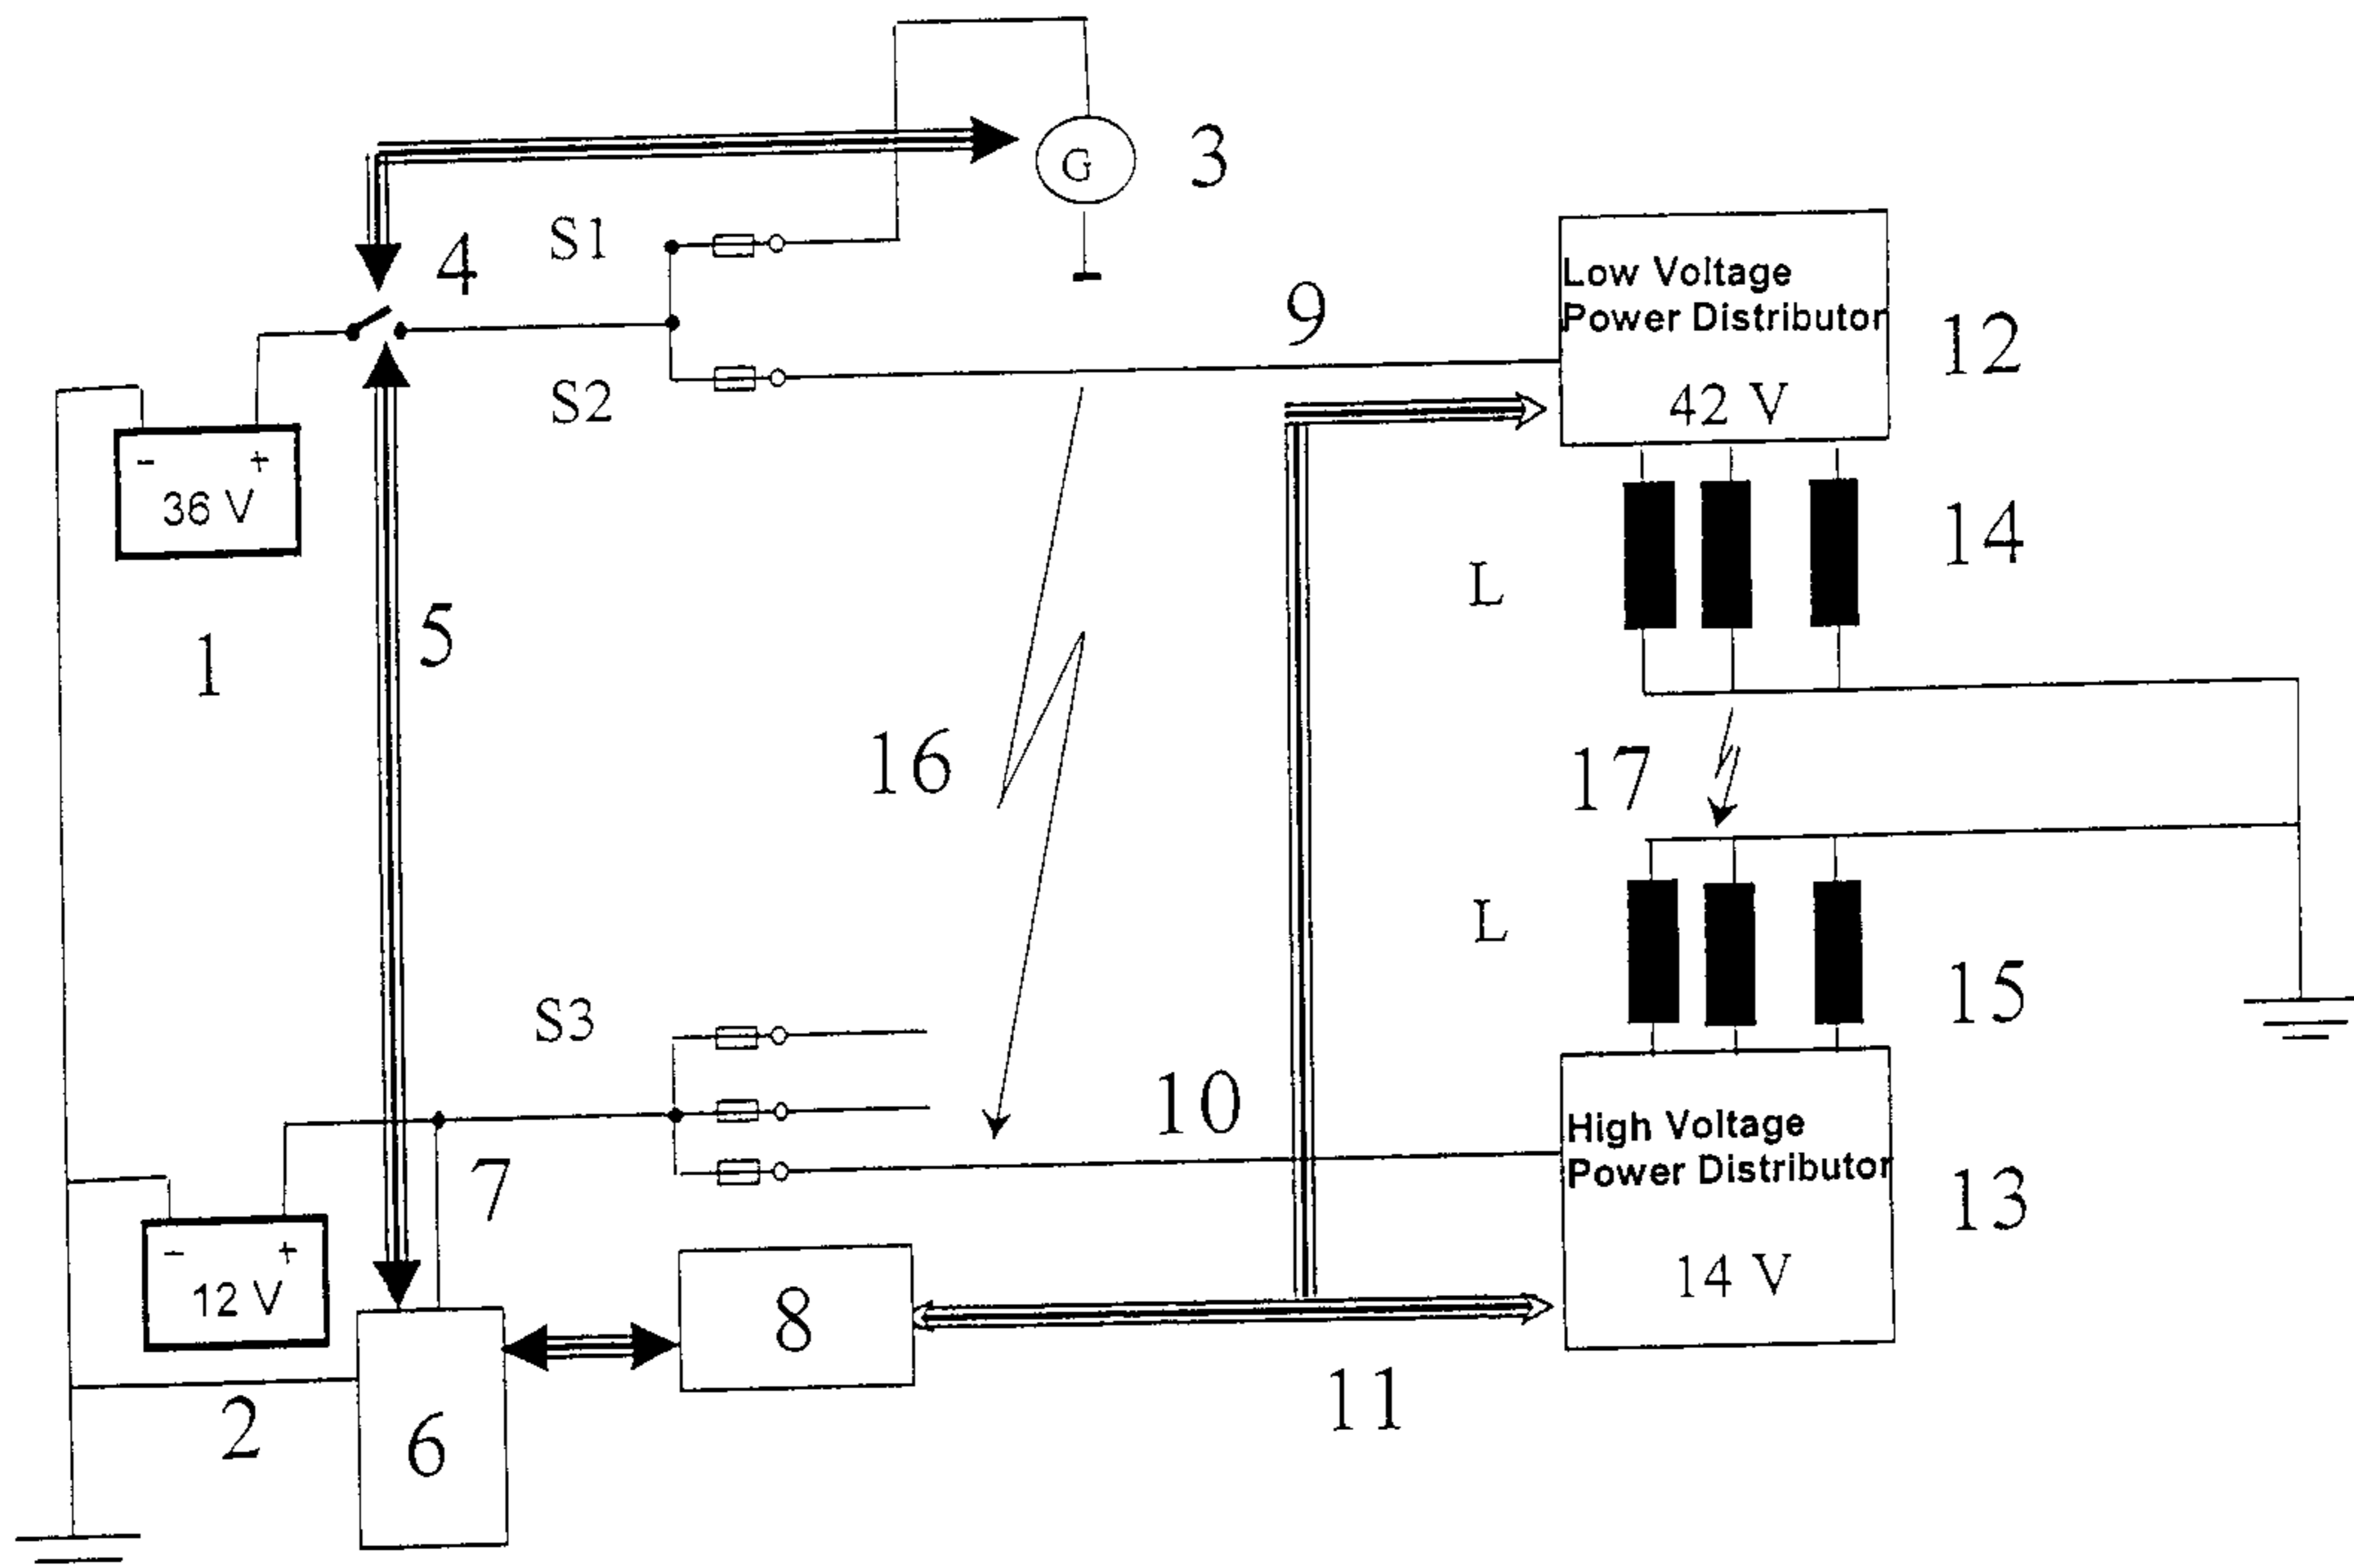 3
G
4
S1
9
Low Voltage
Power Distributor
42 V
12
S2
- +
36 V
14
L
5
1
16
17
L
15
S3
10
7
High Voltage
Power Distributor
14 V
13
- +
12 V
8
11
2
6